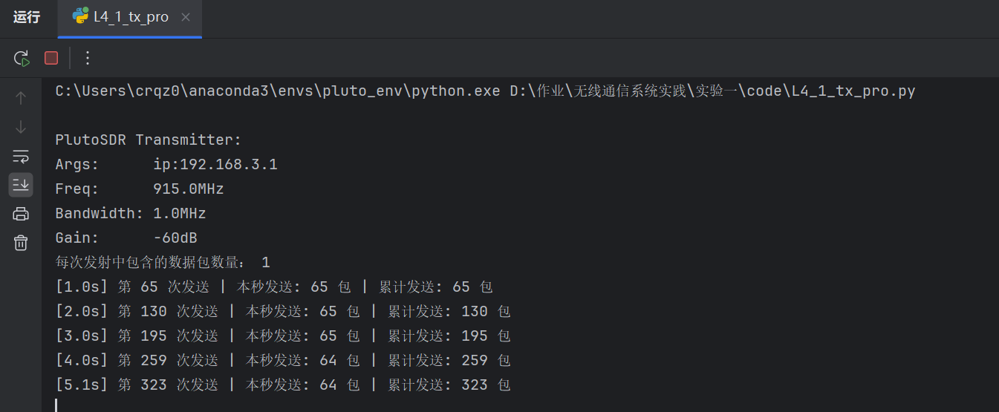 运行
L4_1_tx_pro
C:\Users\crqz0\anaconda3\envs\pluto_env\python.exe D:\作业\无线通信系统实践\实验一\code\L4_1_tx_pro.py
PlutoSDR Transmitter:
Args:      ip:192.168.3.1
Freq:      915.0MHz
Bandwidth: 1.0MHz
Gain:      -60dB
每次发射中包含的数据包数量： 1
[1.0s] 第 65 次发送 | 本秒发送: 65 包 | 累计发送: 65 包
[2.0s] 第 130 次发送 | 本秒发送: 65 包 | 累计发送: 130 包
[3.0s] 第 195 次发送 | 本秒发送: 65 包 | 累计发送: 195 包
[4.0s] 第 259 次发送 | 本秒发送: 64 包 | 累计发送: 259 包
[5.1s] 第 323 次发送 | 本秒发送: 64 包 | 累计发送: 323 包